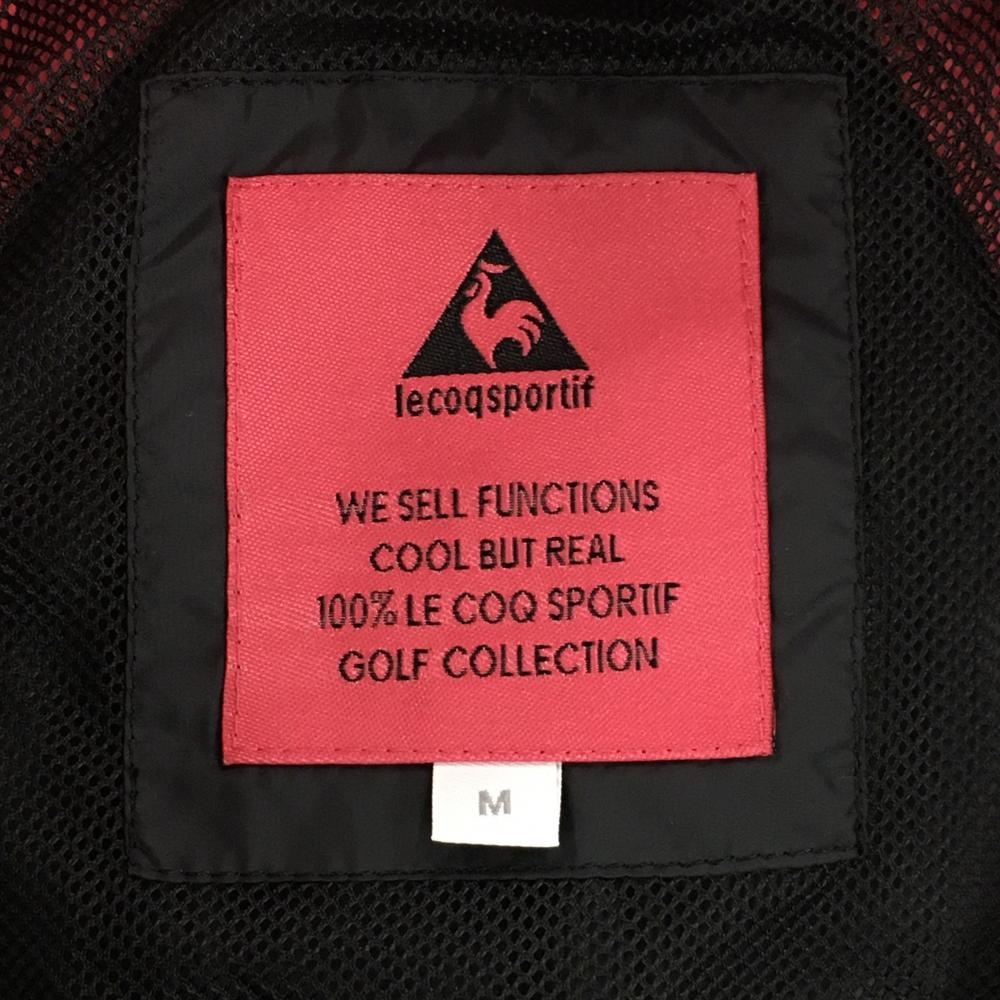 lecoqsportif
WE SELL FUNCTIONS
COOL BUT REAL
100% LE COQ SPORTIF
GOLF COLLECTION
M